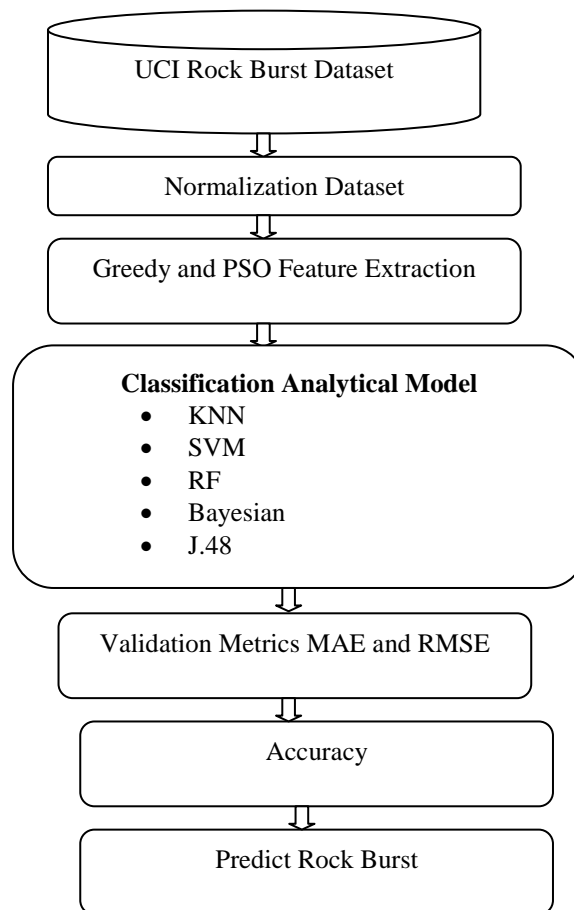 UCI Rock Burst Dataset
Normalization Dataset
Greedy and PSO Feature Extraction
Classification Analytical Model
• KNN
• SVM
• RF
• Bayesian
• J.48
Validation Metrics MAE and RMSE
Accuracy
Predict Rock Burst